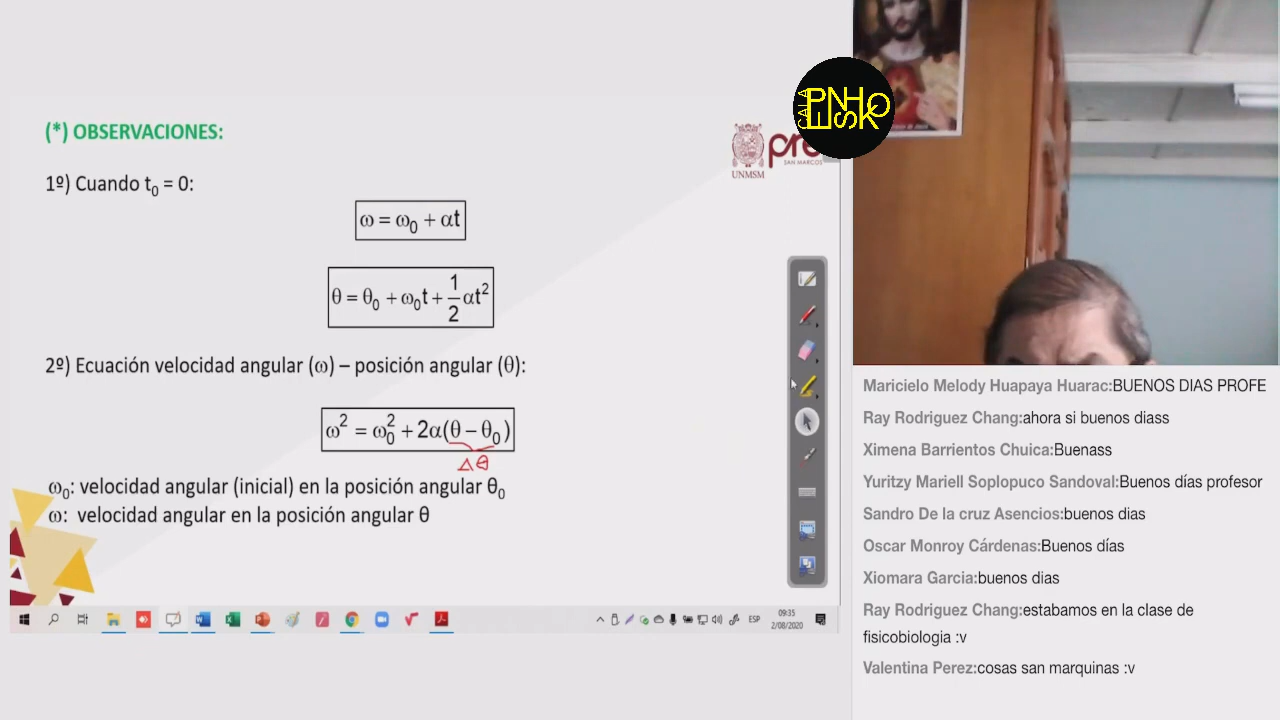 (*) OBSERVACIONES:
pre
SAN MARCOS
UNMSM
1º) Cuando t₀ = 0:
ω = ω₀ + αt
θ = θ₀ + ω₀t + 1/2 αt²
2º) Ecuación velocidad angular (ω) – posición angular (θ):
ω² = ω₀² + 2α(θ – θ₀)
Δθ
ω₀: velocidad angular (inicial) en la posición angular θ₀
ω: velocidad angular en la posición angular θ
ESP
09:35
2/08/2020
Maricielo Melody Huapaya Huarac:BUENOS DIAS PROFE
Ray Rodriguez Chang:ahora si buenos diass
Ximena Barrientos Chuica:Buenass
Yuritzy Mariell Soplopuco Sandoval:Buenos días profesor
Sandro De la cruz Asencios:buenos dias
Oscar Monroy Cárdenas:Buenos días
Xiomara Garcia:buenos dias
Ray Rodriguez Chang:estabamos en la clase de
fisicobiologia :v
Valentina Perez:cosas san marquinas :v